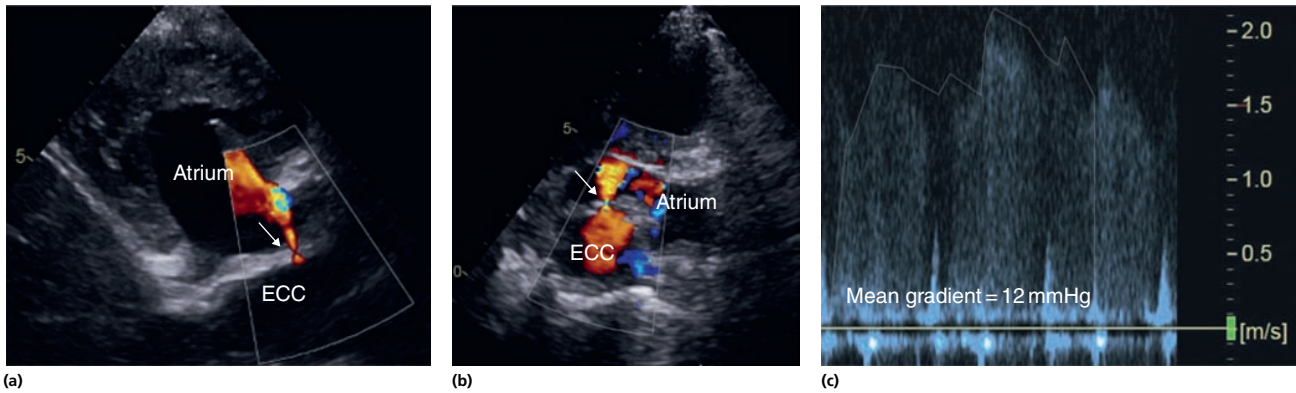 5
Atrium
ECC
(a)
5
Atrium
ECC
0
(b)
2.0
1.5
1.0
0.5
Mean gradient = 12 mmHg
[m/s]
(c)